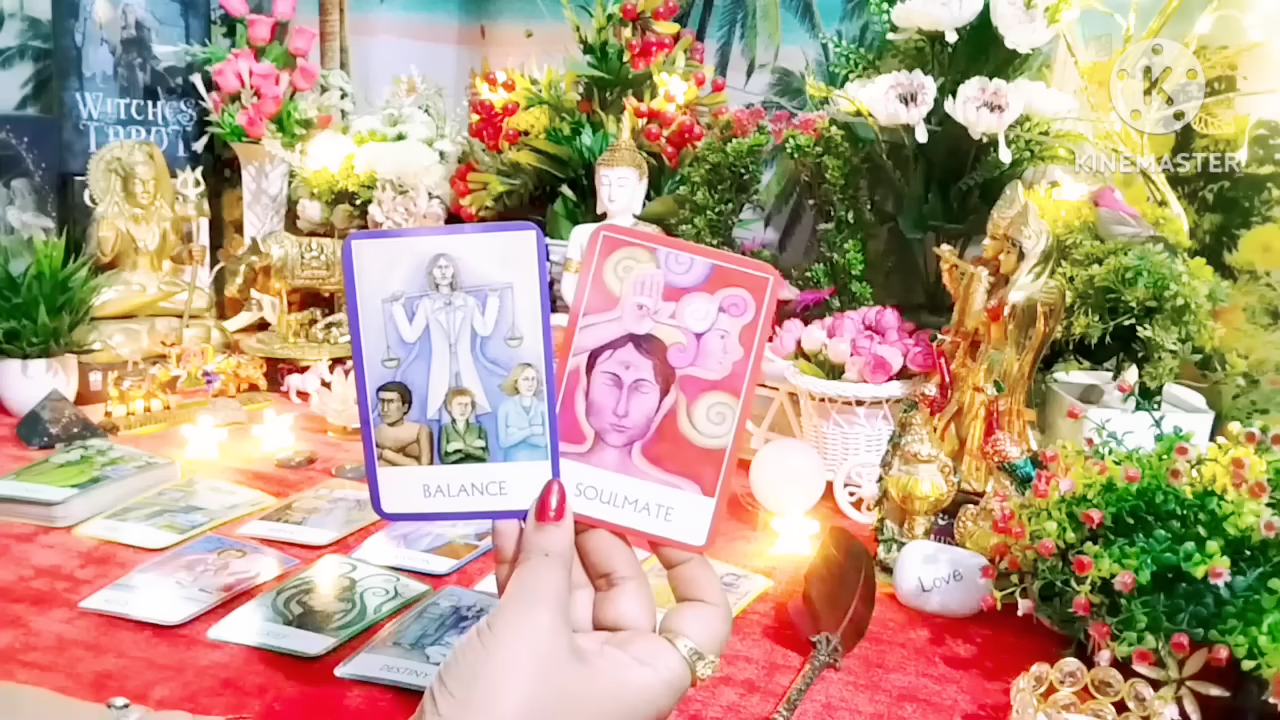 WITCHES
TAROT
K
KINEMASTER
BALANCE
SOULMATE
Love
DESTINY